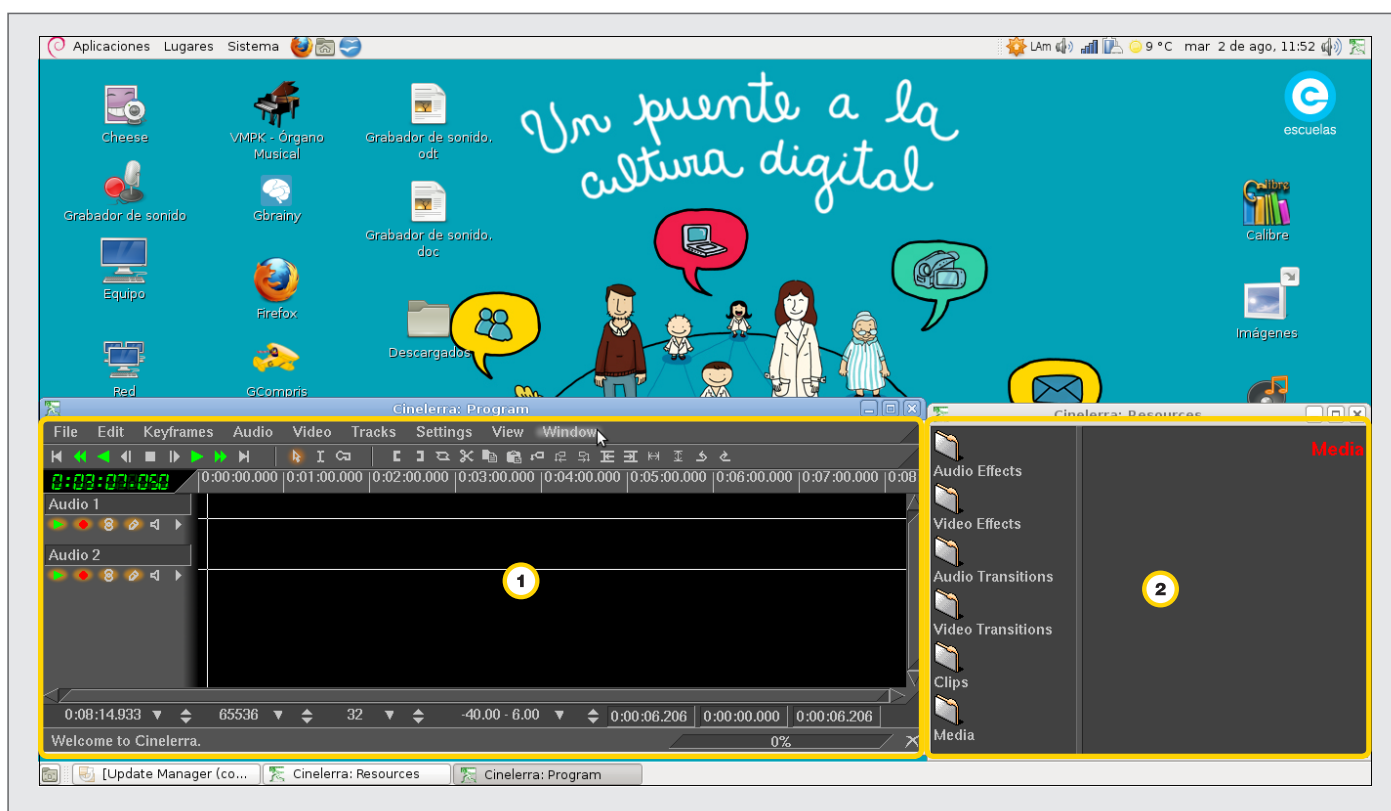 Aplicaciones Lugares Sistema
LAm 9 °C mar 2 de ago, 11:52
Un puente a la
cultura digital
escuelas
Cheese
VMPK - Órgano
Musical
Grabador de sonido.
odt
Grabador de sonido
Gbrainy
Grabador de sonido.
doc
Calibre
Calibre
Equipo
Firefox
Descargados
Imágenes
Red
GCompris
Cinelerra: Program
Cinelerra: Resources
File Edit Keyframes Audio Video Tracks Settings View Window
0:03:07:050
0:00:00.000 0:01:00.000 0:02:00.000 0:03:00.000 0:04:00.000 0:05:00.000 0:06:00.000 0:07:00.000 0:08
Audio 1
Audio 2
1
Audio Effects
Video Effects
Audio Transitions
Video Transitions
Clips
Media
Media
2
0:08:14.933 65536 32 -40.00 - 6.00 0:00:06.206 0:00:00.000 0:00:06.206
Welcome to Cinelerra. 0%
[Update Manager (co... Cinelerra: Resources Cinelerra: Program